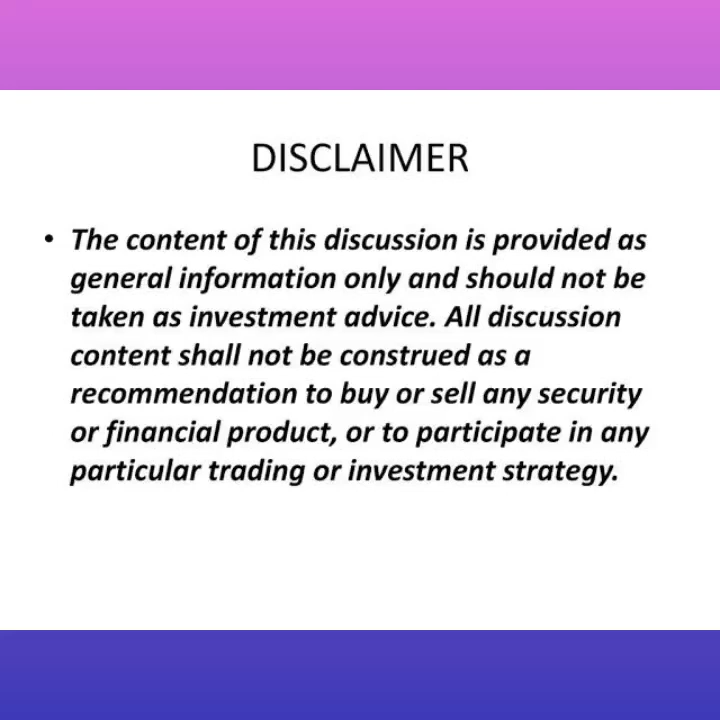 DISCLAIMER
• The content of this discussion is provided as
general information only and should not be
taken as investment advice. All discussion
content shall not be construed as a
recommendation to buy or sell any security
or financial product, or to participate in any
particular trading or investment strategy.